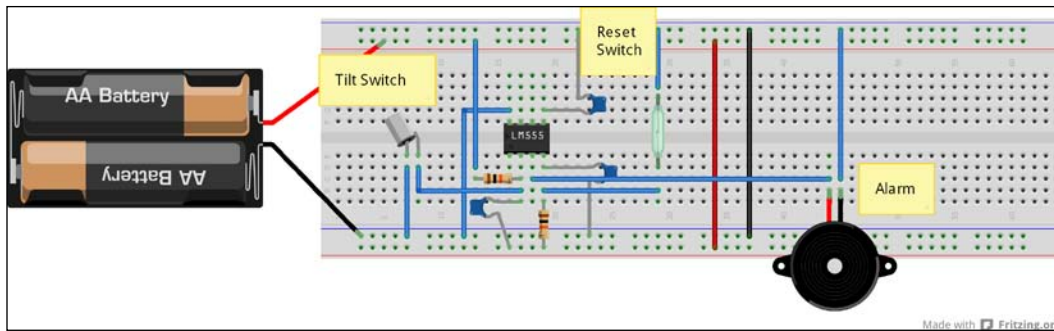 Reset
Switch
Tilt Switch
AA Battery
LM555
AA Battery
Alarm
Made with Fritzing.or